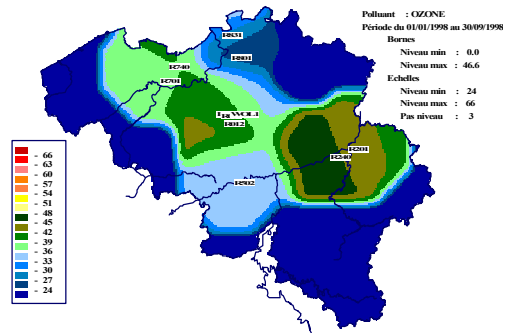 Polluant : OZONE
Période du 01/01/1998 au 30/09/1998
Bornes
Niveau min : 0.0
Niveau max : 46.6
Echelles
Niveau min : 24
Niveau max : 66
Pas niveau : 3
R831
R801
R740
R701
WOL1
R012
R201
R240
R502
- 66
- 63
- 60
- 57
- 54
- 51
- 48
- 45
- 42
- 39
- 36
- 33
- 30
- 27
- 24